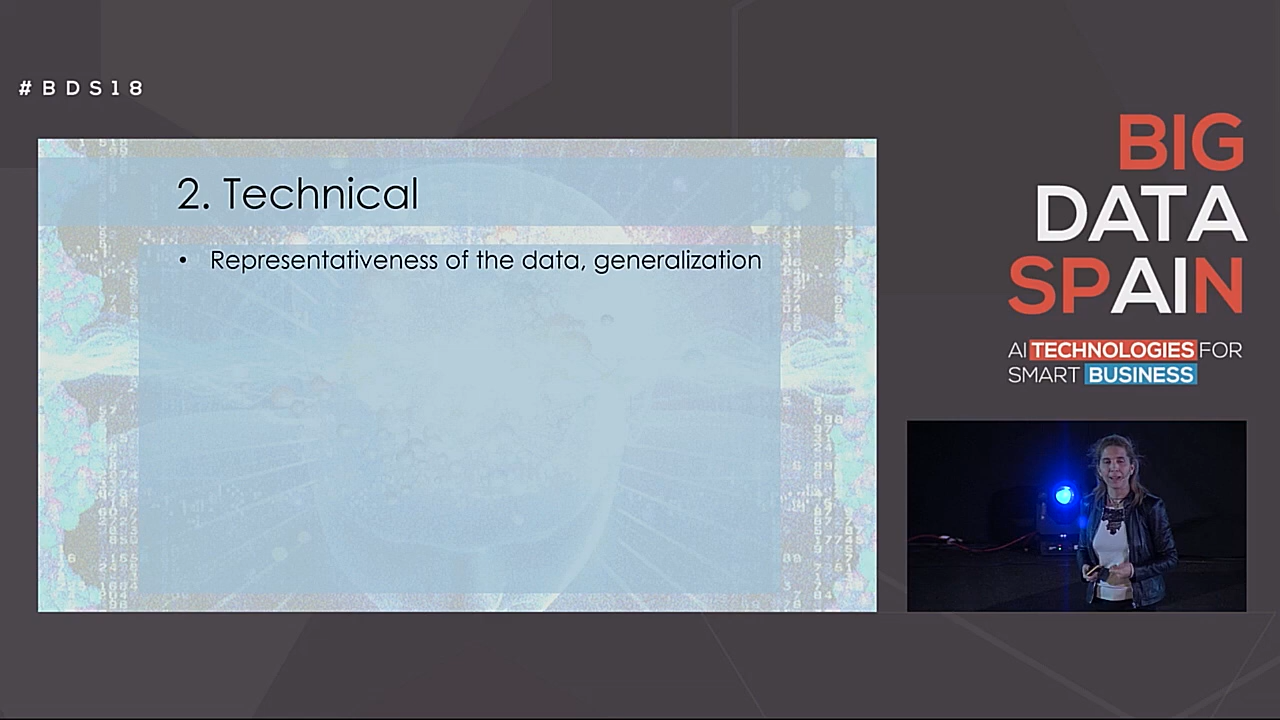 #BDS18
2. Technical
• Representativeness of the data, generalization
BIG
DATA
SPAIN
AI TECHNOLOGIES FOR
SMART BUSINESS